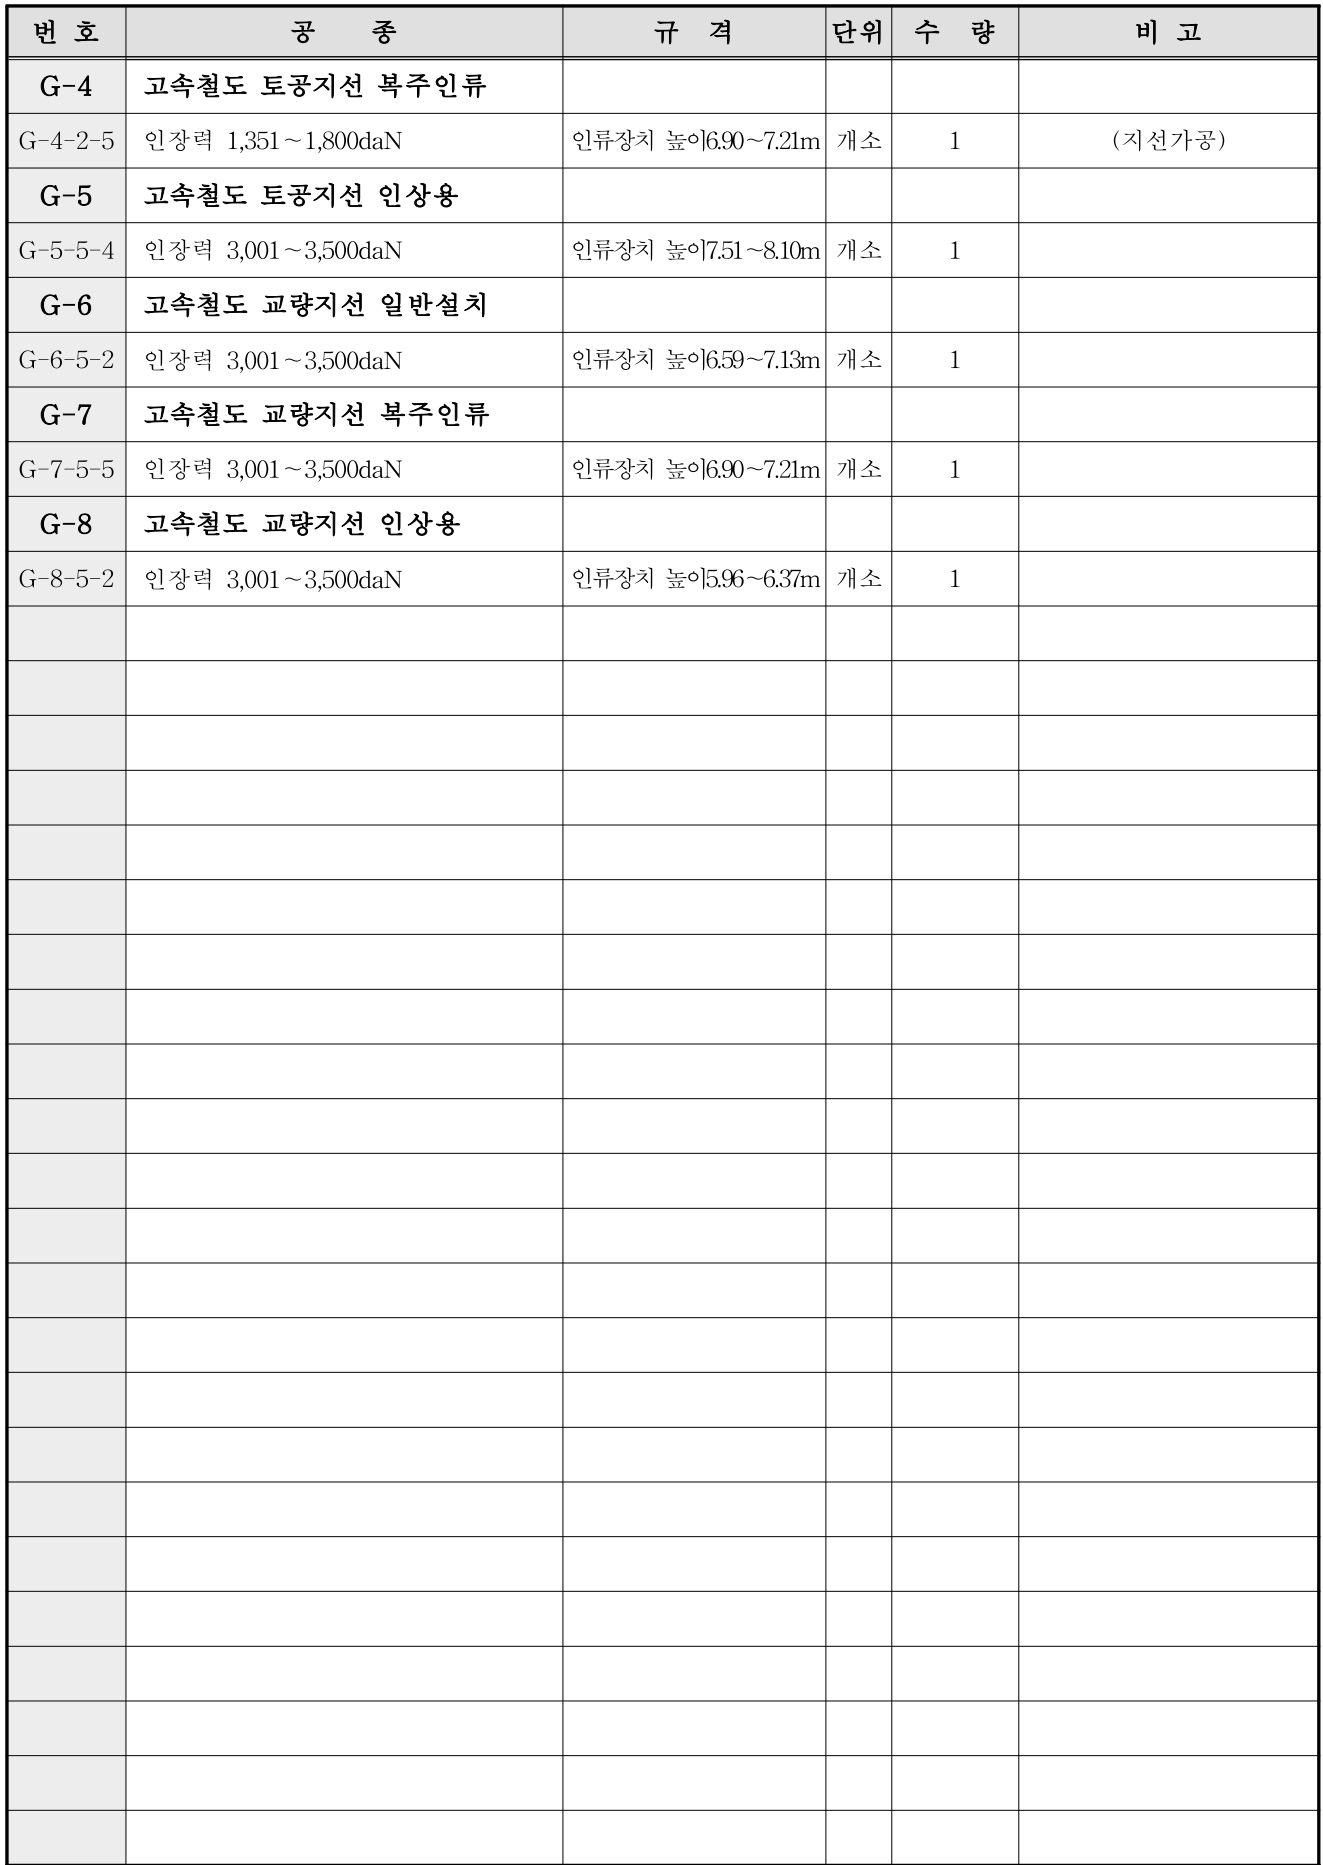 번 호 공 종 규 격 단위 수 량 비 고
G-4 고속철도 토공지선 복주인류
G-4-2-5 인장력 1,351~1,800daN 인류장치 높이6.90~7.21m 개소 1 (지선가공)
G-5 고속철도 토공지선 인상용
G-5-5-4 인장력 3,001~3,500daN 인류장치 높이7.51~8.10m 개소 1
G-6 고속철도 교량지선 일반설치
G-6-5-2 인장력 3,001~3,500daN 인류장치 높이6.59~7.13m 개소 1
G-7 고속철도 교량지선 복주인류
G-7-5-5 인장력 3,001~3,500daN 인류장치 높이6.90~7.21m 개소 1
G-8 고속철도 교량지선 인상용
G-8-5-2 인장력 3,001~3,500daN 인류장치 높이5.96~6.37m 개소 1